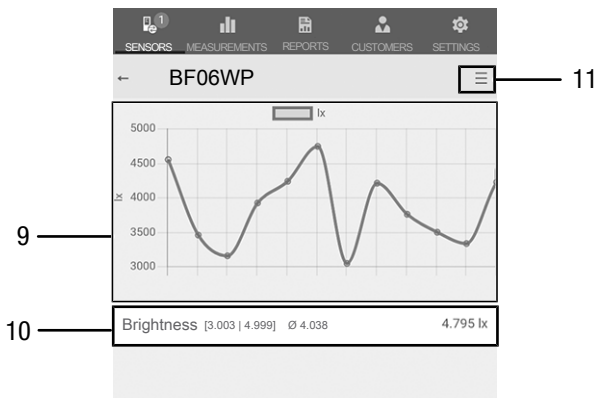 1
SENSORS MEASUREMENTS REPORTS CUSTOMERS SETTINGS
← BF06WP ☰
11
lx
5000
4500
4000
3500
3000
lx
9
10
Brightness [3.003 | 4.999] Ø 4.038 4.795 lx